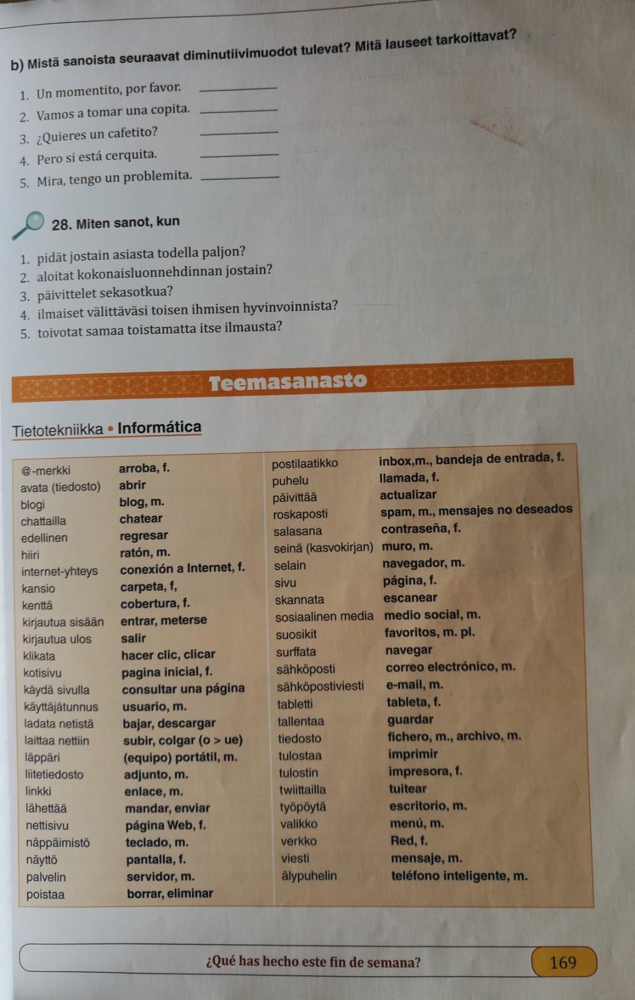 b) Mistä sanoista seuraavat diminutiivimuodot tulevat? Mitä lauseet tarkoittavat?
1. Un momentito, por favor.
2. Vamos a tomar una copita.
3. ¿Quieres un cafetito?
4. Pero si está cerquita.
5. Mira, tengo un problemita.
28. Miten sanot, kun
1. pidät jostain asiasta todella paljon?
2. aloitat kokonaisluonnehdinnan jostain?
3. päivittelet sekasotkua?
4. ilmaiset välittäväsi toisen ihmisen hyvinvoinnista?
5. toivotat samaa toistamatta itse ilmausta?
Teemasanasto
Tietotekniikka • Informática
@-merkki arroba, f.
avata (tiedosto) abrir
blogi blog, m.
chattailla chatear
edellinen regresar
hiiri ratón, m.
internet-yhteys conexión a Internet, f.
kansio carpeta, f,
kenttä cobertura, f.
kirjautua sisään entrar, meterse
kirjautua ulos salir
klikata hacer clic, clicar
kotisivu pagina inicial, f.
käydä sivulla consultar una página
käyttäjätunnus usuario, m.
ladata netistä bajar, descargar
laittaa nettiin subir, colgar (o > ue)
läppäri (equipo) portátil, m.
liitetiedosto adjunto, m.
linkki enlace, m.
lähettää mandar, enviar
nettisivu página Web, f.
näppäimistö teclado, m.
näyttö pantalla, f.
palvelin servidor, m.
poistaa borrar, eliminar
postilaatikko inbox,m., bandeja de entrada, f.
puhelu llamada, f.
päivittää actualizar
roskaposti spam, m., mensajes no deseados
salasana contraseña, f.
seinä (kasvokirjan) muro, m.
selain navegador, m.
sivu página, f.
skannata escanear
sosiaalinen media medio social, m.
suosikit favoritos, m. pl.
surffata navegar
sähköposti correo electrónico, m.
sähköpostiviesti e-mail, m.
tabletti tableta, f.
tallentaa guardar
tiedosto fichero, m., archivo, m.
tulostaa imprimir
tulostin impresora, f.
twiittailla tuitear
työpöytä escritorio, m.
valikko menú, m.
verkko Red, f.
viesti mensaje, m.
älypuhelin teléfono inteligente, m.
¿Qué has hecho este fin de semana?
169